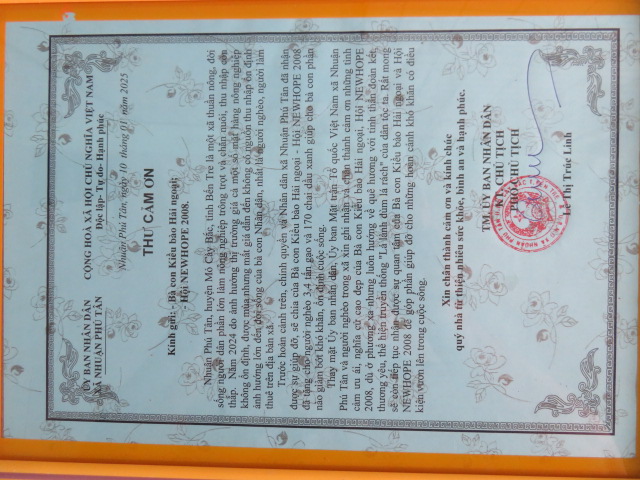 ỦY BAN NHÂN DÂN
XÃ NHUẬN PHÚ TÂN
CỘNG HOÀ XÃ HỘI CHỦ NGHĨA VIỆT NAM
Độc lập- Tự do- Hạnh phúc
Nhuận Phú Tân, ngày 10 tháng 01 năm 2025
THƯ CẢM ƠN
Kính gửi: - Bà con Kiều bào Hải ngoại;
- Hội NEWHOPE 2008.
Nhuận Phú Tân, huyện Mỏ Cày Bắc, tỉnh Bến Tre là một xã thuần nông, đời
sống người dân phần lớn làm nông nghiệp trồng trọt và chăn nuôi, thu nhập còn
thấp. Năm 2024 do ảnh hưởng thị trường giá cả một số mặt hàng nông nghiệp
không ổn định, được mùa nhưng mất giá dẫn đến không có nguồn thu nhập ổn định
ảnh hưởng lớn đến đời sống của bà con Nhân dân, nhất là người nghèo, người làm
thuê trên địa bàn xã.
Trước hoàn cảnh trên, chính quyền và Nhân dân xã Nhuận Phú Tân đã nhận
được sự giúp đỡ, sẻ chia của Bà con Kiều bào Hải ngoại - Hội NEWHOPE 2008
đã tặng cho người nghèo 3,4 tấn gạo và 170 chai dầu xanh giúp cho bà con phần
nào giảm bớt khó khăn, ổn định cuộc sống.
Thay mặt Ủy ban nhân dân, Ủy ban Mặt trận Tổ quốc Việt Nam xã Nhuận
Phú Tân và người nghèo trong xã xin ghi nhận và chân thành cảm ơn những tình
cảm ưu ái, nghĩa cử cao đẹp của Bà con Kiều bào Hải ngoại, Hội NEWHOPE
2008, dù ở phương xa nhưng luôn hướng về quê hương với tinh thần đoàn kết,
thương yêu, thể hiện truyền thống "Lá lành đùm lá rách" của dân tộc ta. Rất mong
sẽ còn tiếp tục nhận được sự quan tâm của Bà con Kiều bào Hải ngoại và Hội
NEWHOPE 2008 để góp phần giúp đỡ cho những hoàn cảnh khó khăn có điều
kiện vươn lên trong cuộc sống.
Xin chân thành cảm ơn và kính chúc
quý nhà từ thiện nhiều sức khỏe, bình an và hạnh phúc.
TM. ỦY BAN NHÂN DÂN
KT. CHỦ TỊCH
PHÓ CHỦ TỊCH
Lê Thị Trúc Linh